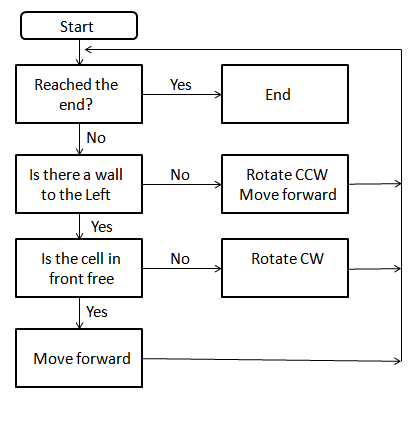 Start
Reached the
end?
Yes
End
No
Is there a wall
to the Left
No
Rotate CCW
Move forward
Yes
Is the cell in
front free
No
Rotate CW
Yes
Move forward